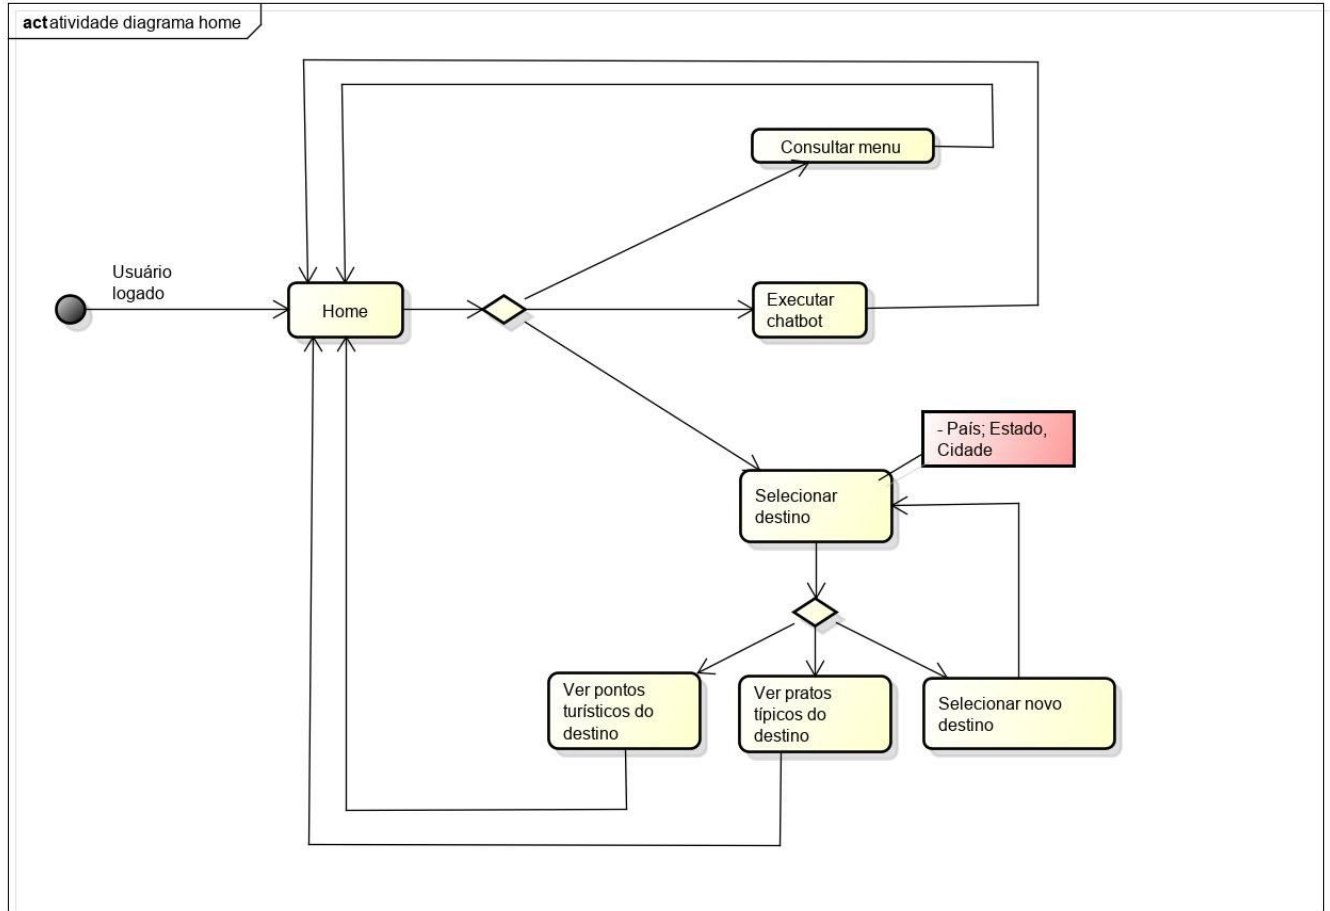 act atividade diagrama home
Consultar menu
Usuário
logado
Home
Executar
chatbot
- País; Estado,
Cidade
Selecionar
destino
Ver pontos
turísticos do
destino
Ver pratos
típicos do
destino
Selecionar novo
destino